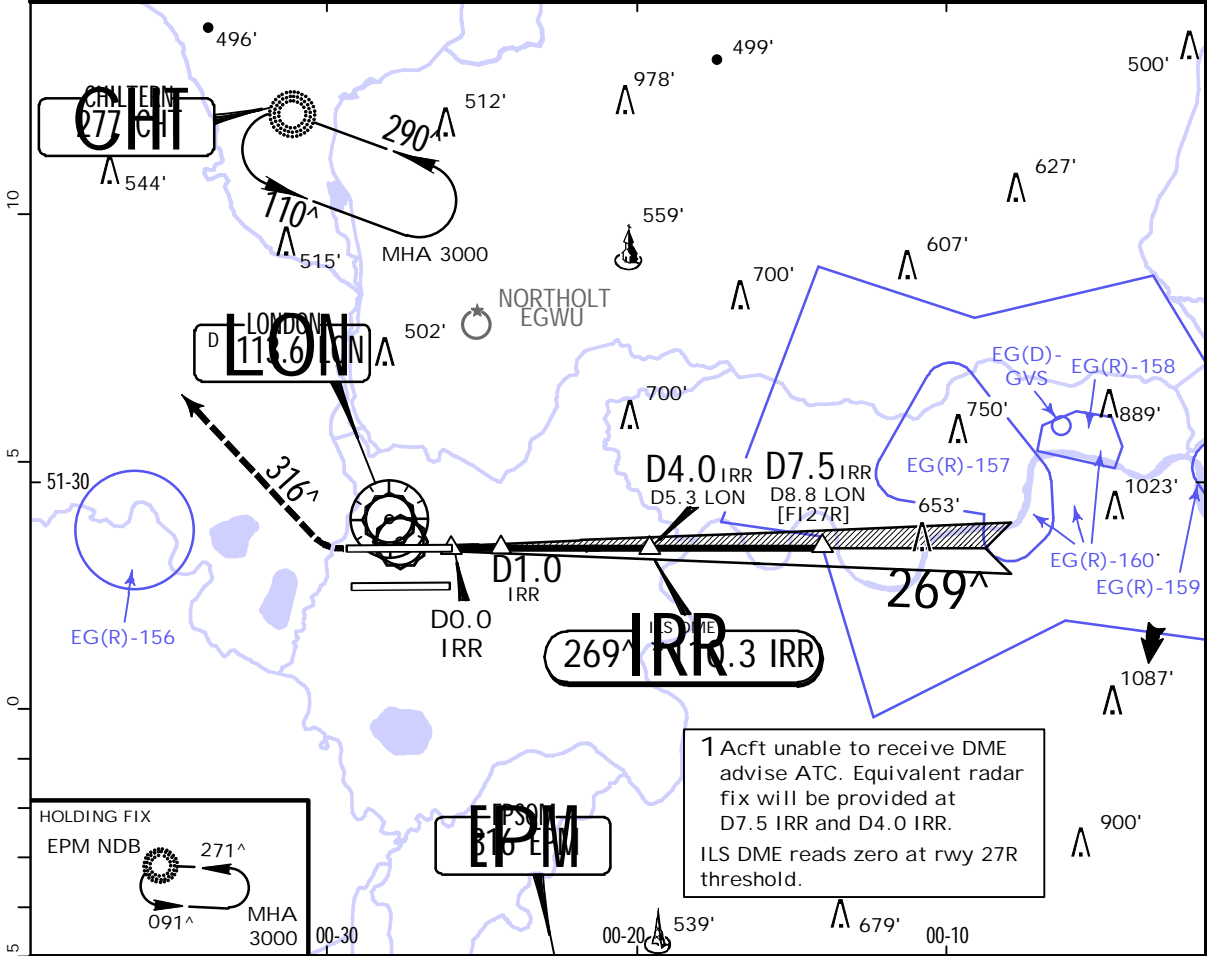 496'
499'
500'
978'
512'
CHILTERN
277 CHT
CHT
290^
544'
110^
627'
10
559'
515'
MHA 3000
607'
700'
NORTHOLT
EGWU
LONDON
D
LON
502'
EG(D)-
GVS
EG(R)-158
700'
750'
889'
5
51-30
316^
D4.0 IRR
D5.3 LON
D7.5 IRR
D8.8 LON
[FI27R]
EG(R)-157
653'
1023'
D1.0
IRR
269^
EG(R)-160
EG(R)-159
EG(R)-156
D0.0
IRR
ILS DME
IRR
269^
0.3 IRR
1087'
0
1 Acft unable to receive DME
advise ATC. Equivalent radar
fix will be provided at
D7.5 IRR and D4.0 IRR.
ILS DME reads zero at rwy 27R
threshold.
HOLDING FIX
EPM NDB
271^
091^
MHA
3000
EPSOM
EPM
900'
539'
679'
5
00-30
00-20
00-10